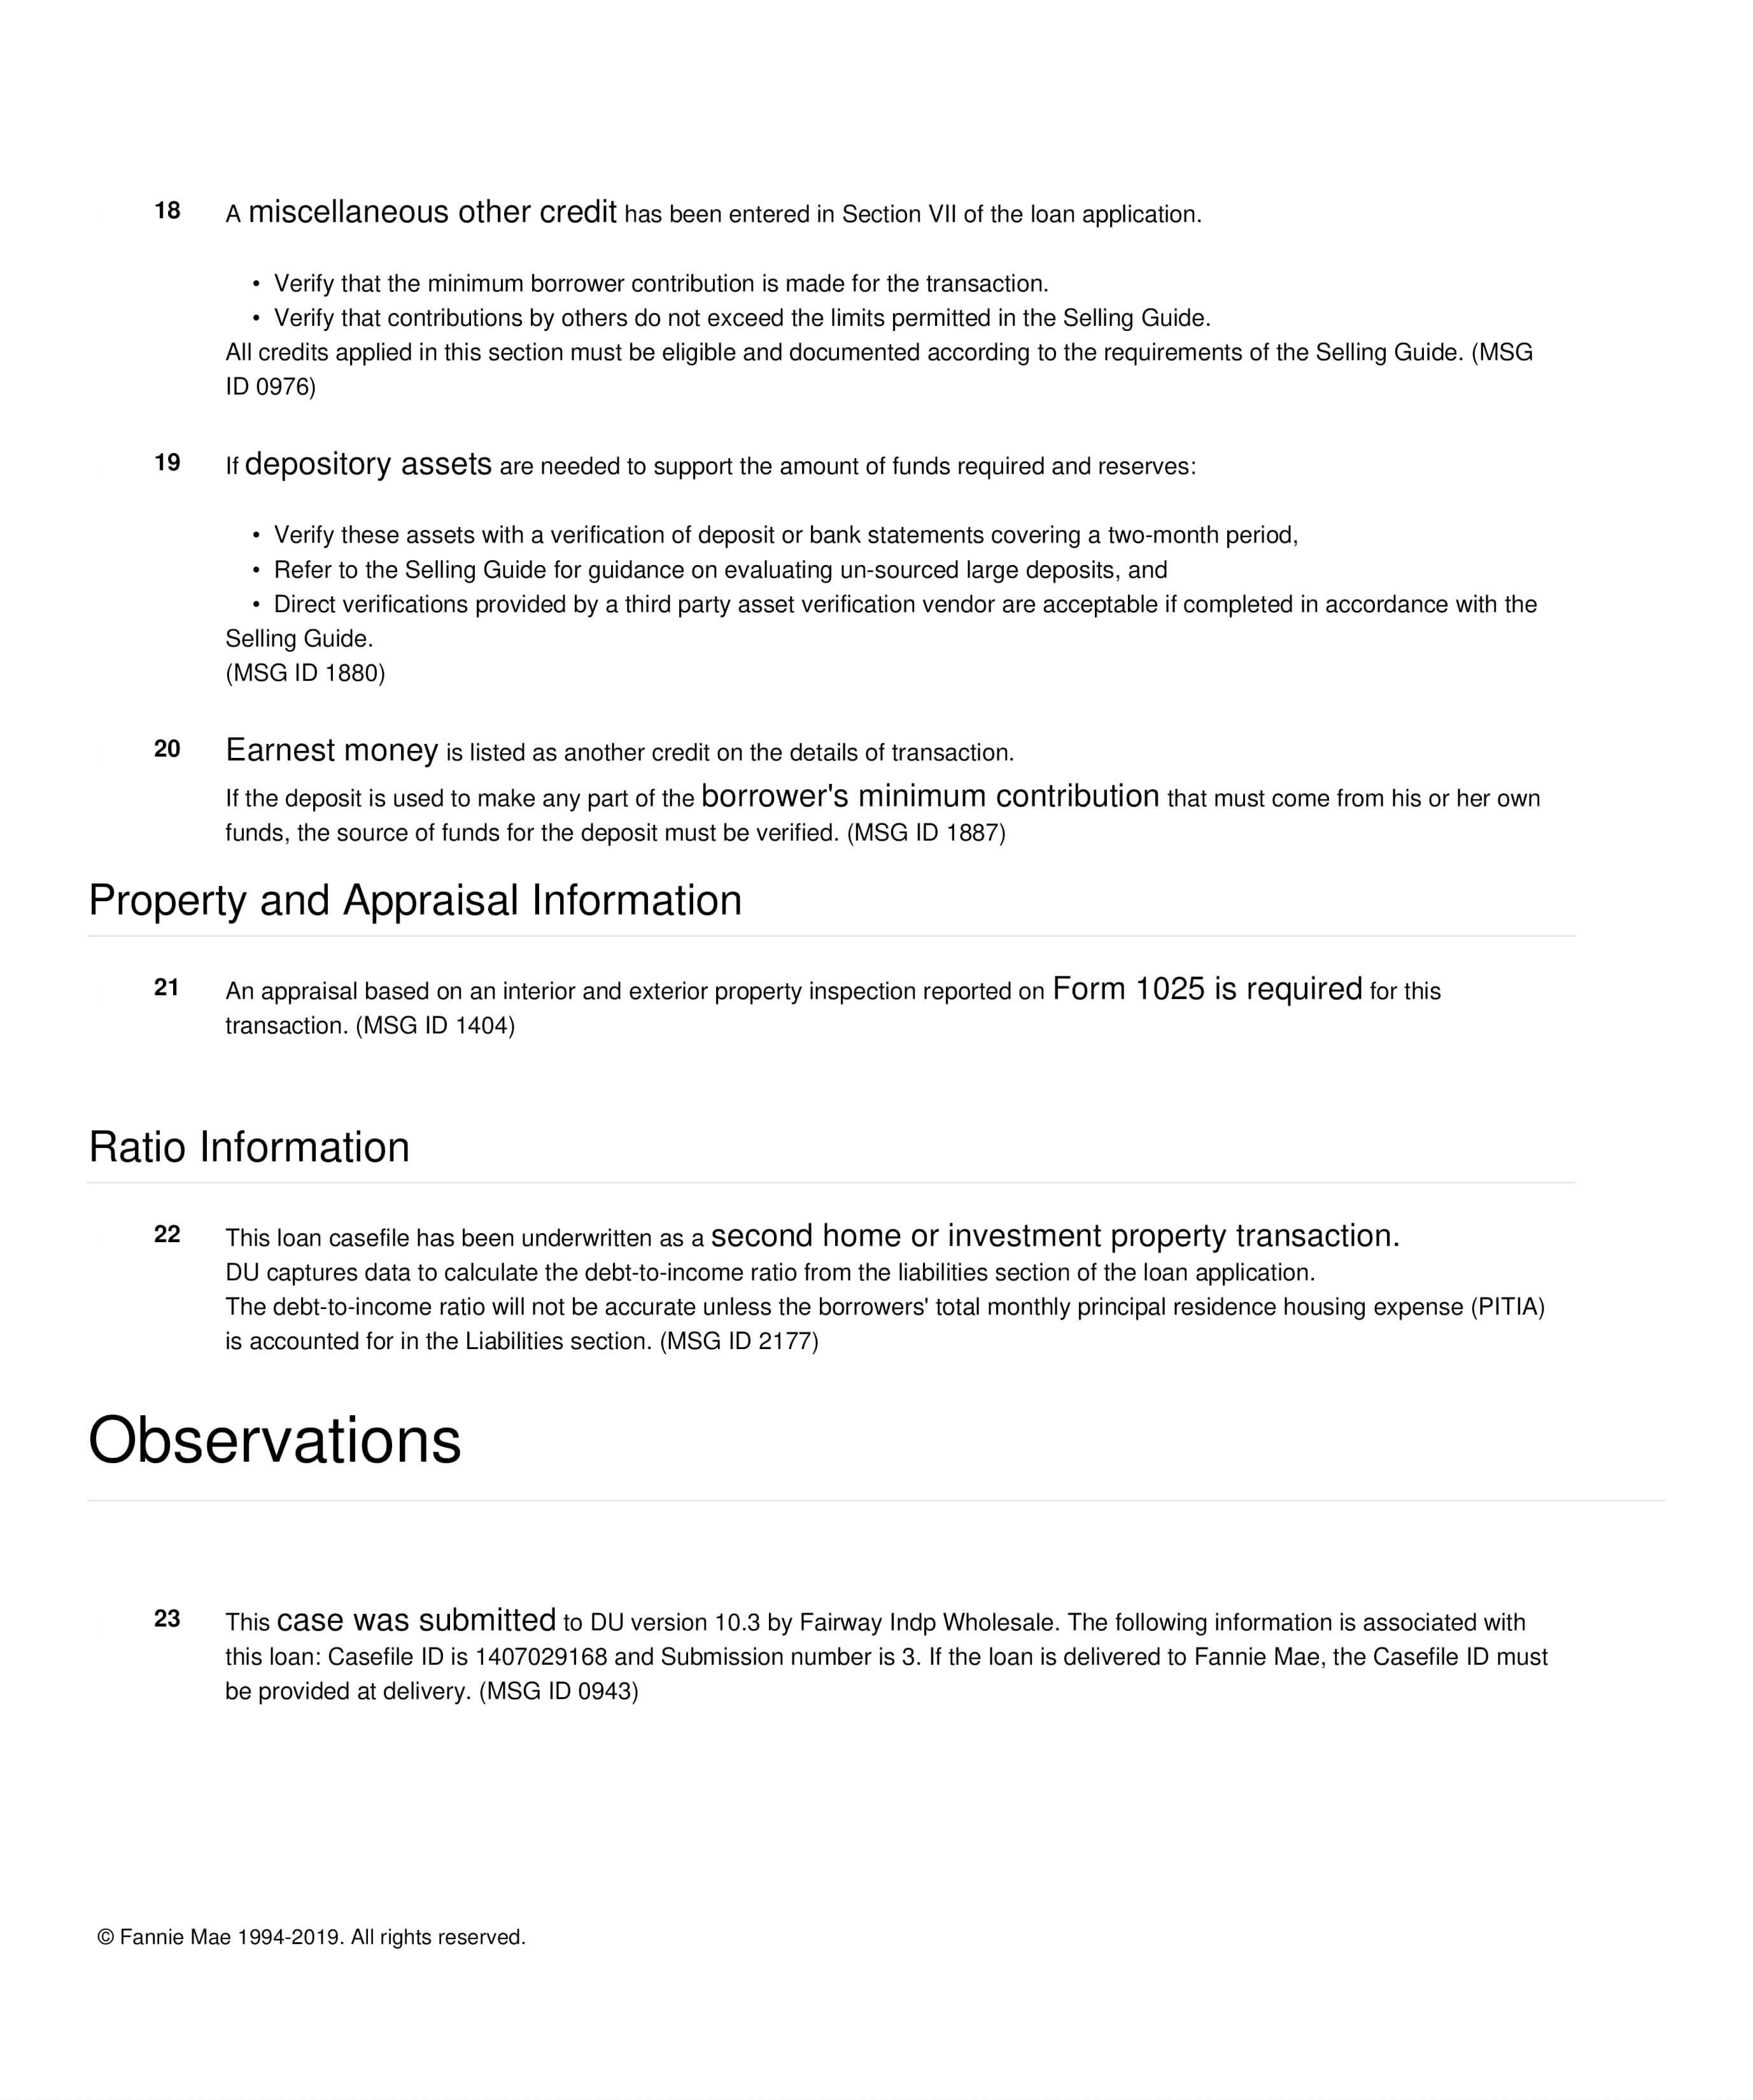 18 A miscellaneous other credit has been entered in Section VII of the loan application.
• Verify that the minimum borrower contribution is made for the transaction.
• Verify that contributions by others do not exceed the limits permitted in the Selling Guide.
All credits applied in this section must be eligible and documented according to the requirements of the Selling Guide. (MSG
ID 0976)
19 If depository assets are needed to support the amount of funds required and reserves:
• Verify these assets with a verification of deposit or bank statements covering a two-month period,
• Refer to the Selling Guide for guidance on evaluating un-sourced large deposits, and
• Direct verifications provided by a third party asset verification vendor are acceptable if completed in accordance with the
Selling Guide.
(MSG ID 1880)
20 Earnest money is listed as another credit on the details of transaction.
If the deposit is used to make any part of the borrower's minimum contribution that must come from his or her own
funds, the source of funds for the deposit must be verified. (MSG ID 1887)
Property and Appraisal Information
21 An appraisal based on an interior and exterior property inspection reported on Form 1025 is required for this
transaction. (MSG ID 1404)
Ratio Information
22 This loan casefile has been underwritten as a second home or investment property transaction.
DU captures data to calculate the debt-to-income ratio from the liabilities section of the loan application.
The debt-to-income ratio will not be accurate unless the borrowers' total monthly principal residence housing expense (PITIA)
is accounted for in the Liabilities section. (MSG ID 2177)
Observations
23 This case was submitted to DU version 10.3 by Fairway Indp Wholesale. The following information is associated with
this loan: Casefile ID is 1407029168 and Submission number is 3. If the loan is delivered to Fannie Mae, the Casefile ID must
be provided at delivery. (MSG ID 0943)
© Fannie Mae 1994-2019. All rights reserved.